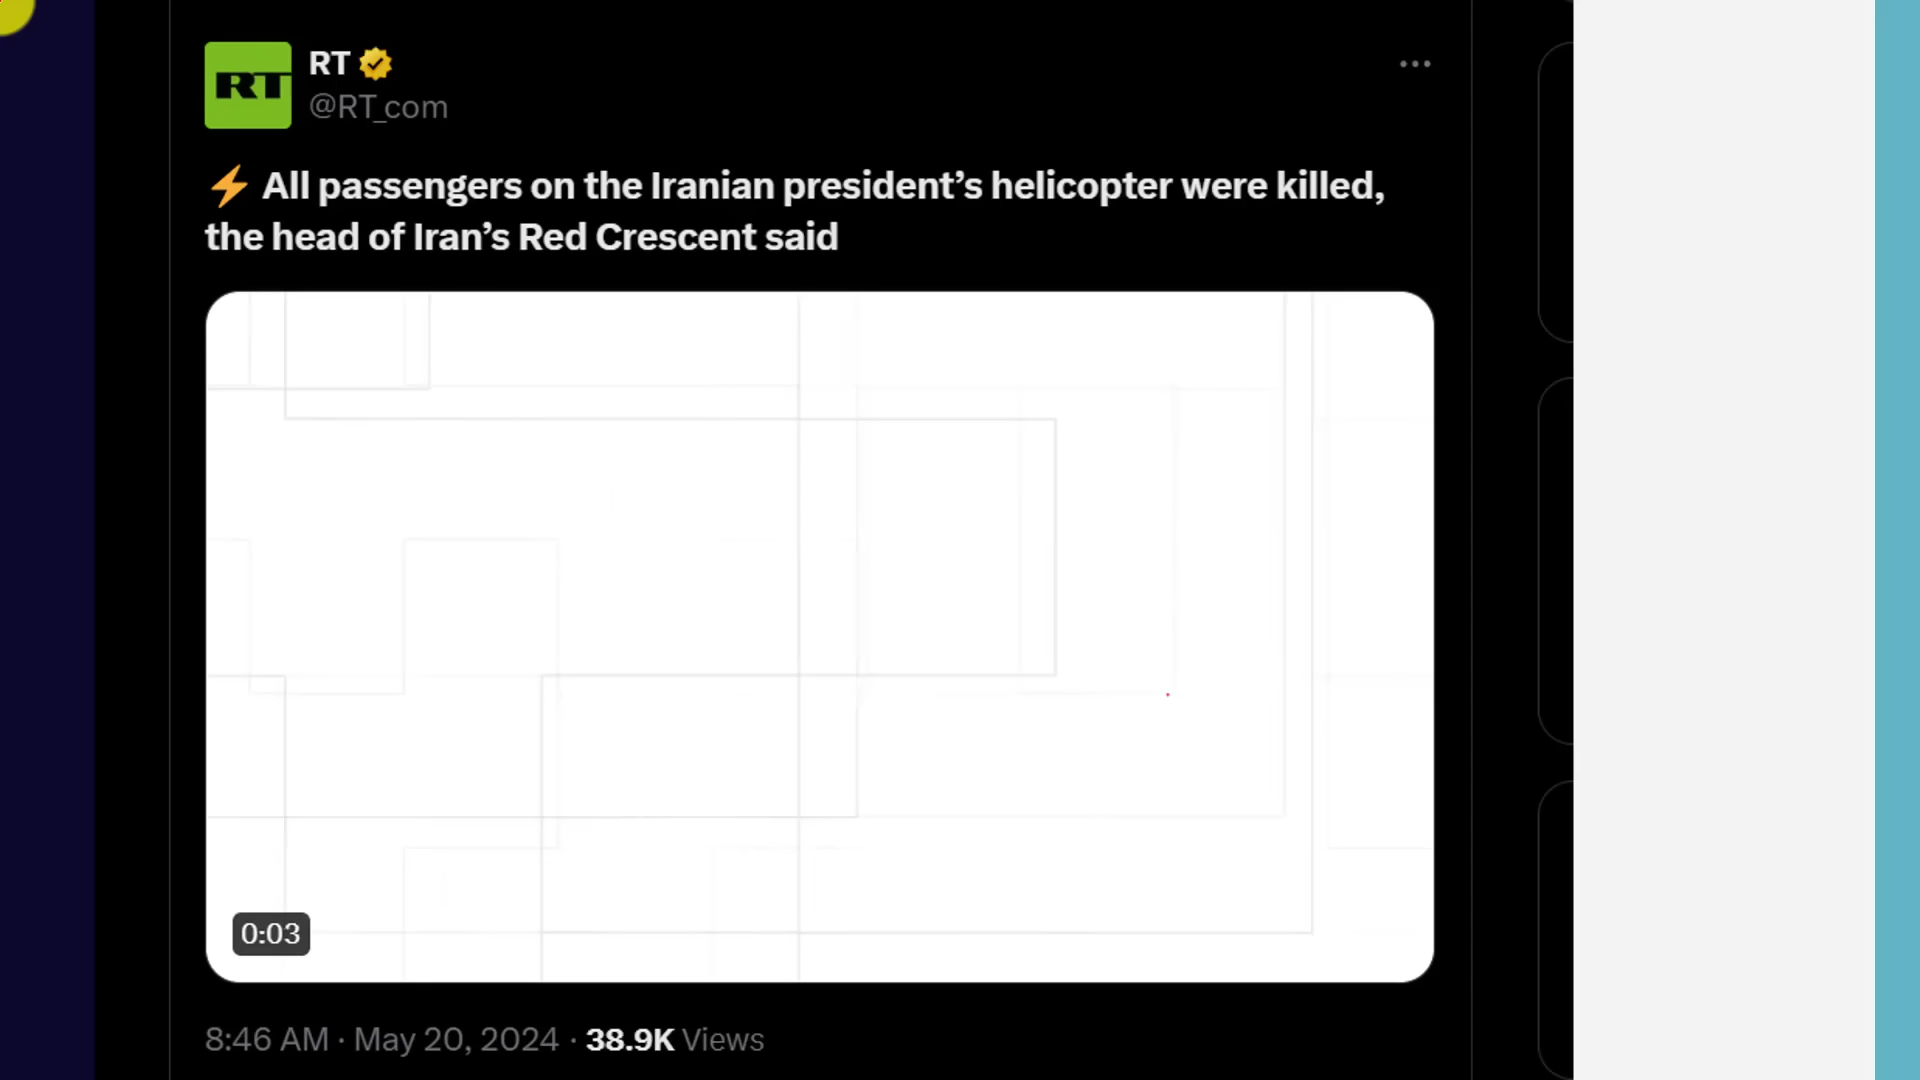 RT
RT
@RT_com
⚡ All passengers on the Iranian president’s helicopter were killed,
the head of Iran’s Red Crescent said
0:03
8:46 AM · May 20, 2024 · 38.9K Views